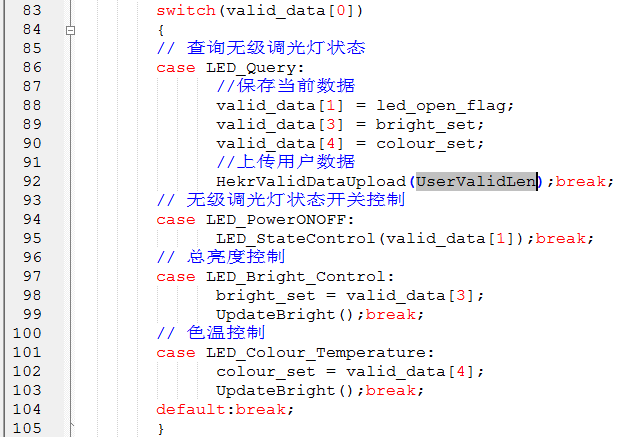 83 switch(valid_data[0])
84 {
85 // 查询无级调光灯状态
86 case LED_Query:
87 //保存当前数据
88 valid_data[1] = led_open_flag;
89 valid_data[3] = bright_set;
90 valid_data[4] = colour_set;
91 //上传用户数据
92 HekrValidDataUpload(UserValidLen);break;
93 // 无级调光灯状态开关控制
94 case LED_PowerONOFF:
95 LED_StateControl(valid_data[1]);break;
96 // 总亮度控制
97 case LED_Bright_Control:
98 bright_set = valid_data[3];
99 UpdateBright();break;
100 // 色温控制
101 case LED_Colour_Temperature:
102 colour_set = valid_data[4];
103 UpdateBright();break;
104 default:break;
105 }